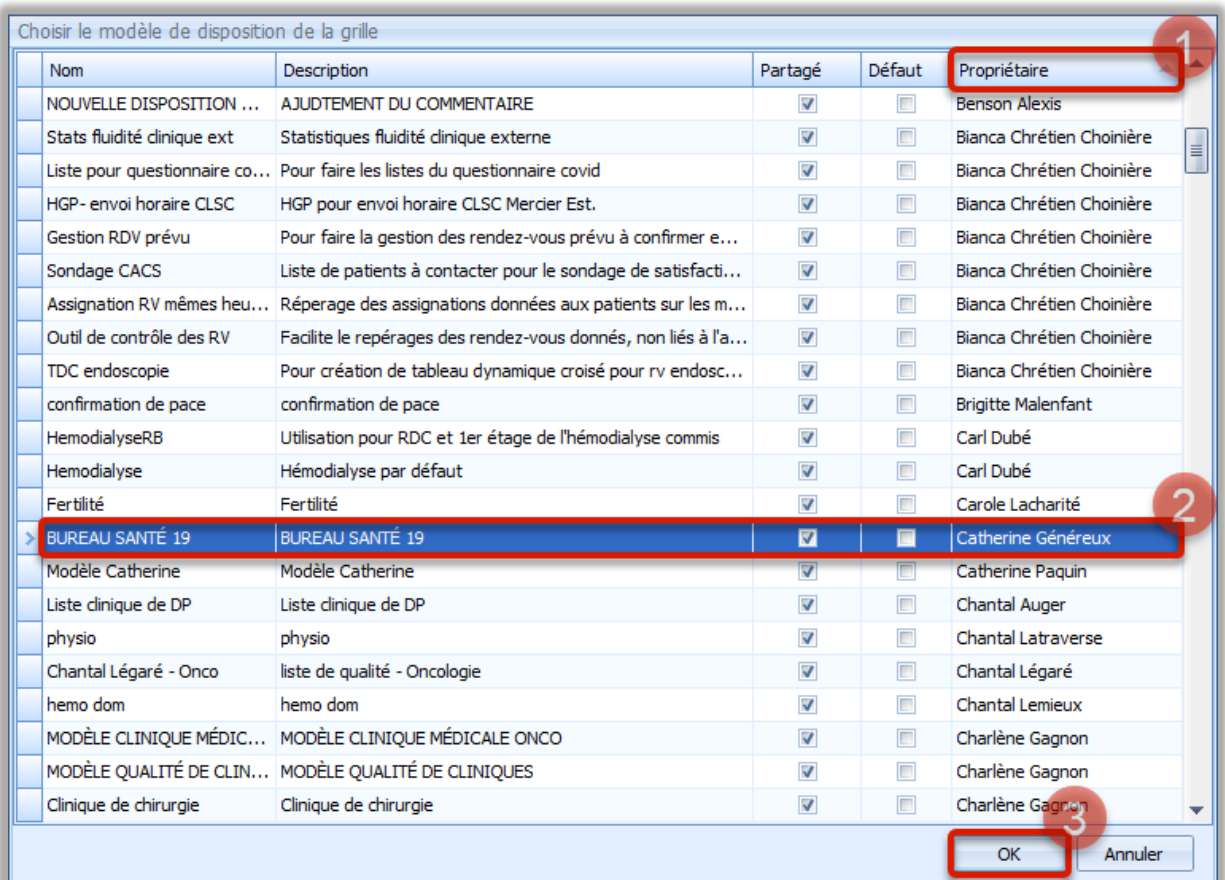 Choisir le modèle de disposition de la grille
1
Nom Description Partagé Défaut Propriétaire
NOUVELLE DISPOSITION ... AJUDTEMENT DU COMMENTAIRE Benson Alexis
Stats fluidité clinique ext Statistiques fluidité clinique externe Bianca Chrétien Choinière
Liste pour questionnaire co... Pour faire les listes du questionnaire covid Bianca Chrétien Choinière
HGP- envoi horaire CLSC HGP pour envoi horaire CLSC Mercier Est. Bianca Chrétien Choinière
Gestion RDV prévu Pour faire la gestion des rendez-vous prévu à confirmer e... Bianca Chrétien Choinière
Sondage CACS Liste de patients à contacter pour le sondage de satisfacti... Bianca Chrétien Choinière
Assignation RV mêmes heu... Réperage des assignations données aux patients sur les m... Bianca Chrétien Choinière
Outil de contrôle des RV Facilite le repérages des rendez-vous donnés, non liés à l'a... Bianca Chrétien Choinière
TDC endoscopie Pour création de tableau dynamique croisé pour rv endosc... Bianca Chrétien Choinière
confirmation de pace confirmation de pace Brigitte Malenfant
HemodialyseRB Utilisation pour RDC et 1er étage de l'hémodialyse commis Carl Dubé
Hemodialyse Hémodialyse par défaut Carl Dubé
Fertilité Fertilité Carole Lacharité
2
BUREAU SANTÉ 19 BUREAU SANTÉ 19 Catherine Généreux
Modèle Catherine Modèle Catherine Catherine Paquin
Liste clinique de DP Liste clinique de DP Chantal Auger
physio physio Chantal Latraverse
Chantal Légaré - Onco liste de qualité - Oncologie Chantal Légaré
hemo dom hemo dom Chantal Lemieux
MODÈLE CLINIQUE MÉDIC... MODÈLE CLINIQUE MÉDICALE ONCO Charlène Gagnon
MODÈLE QUALITÉ DE CLIN... MODÈLE QUALITÉ DE CLINIQUES Charlène Gagnon
Clinique de chirurgie Clinique de chirurgie Charlène Gagnon
3
OK Annuler